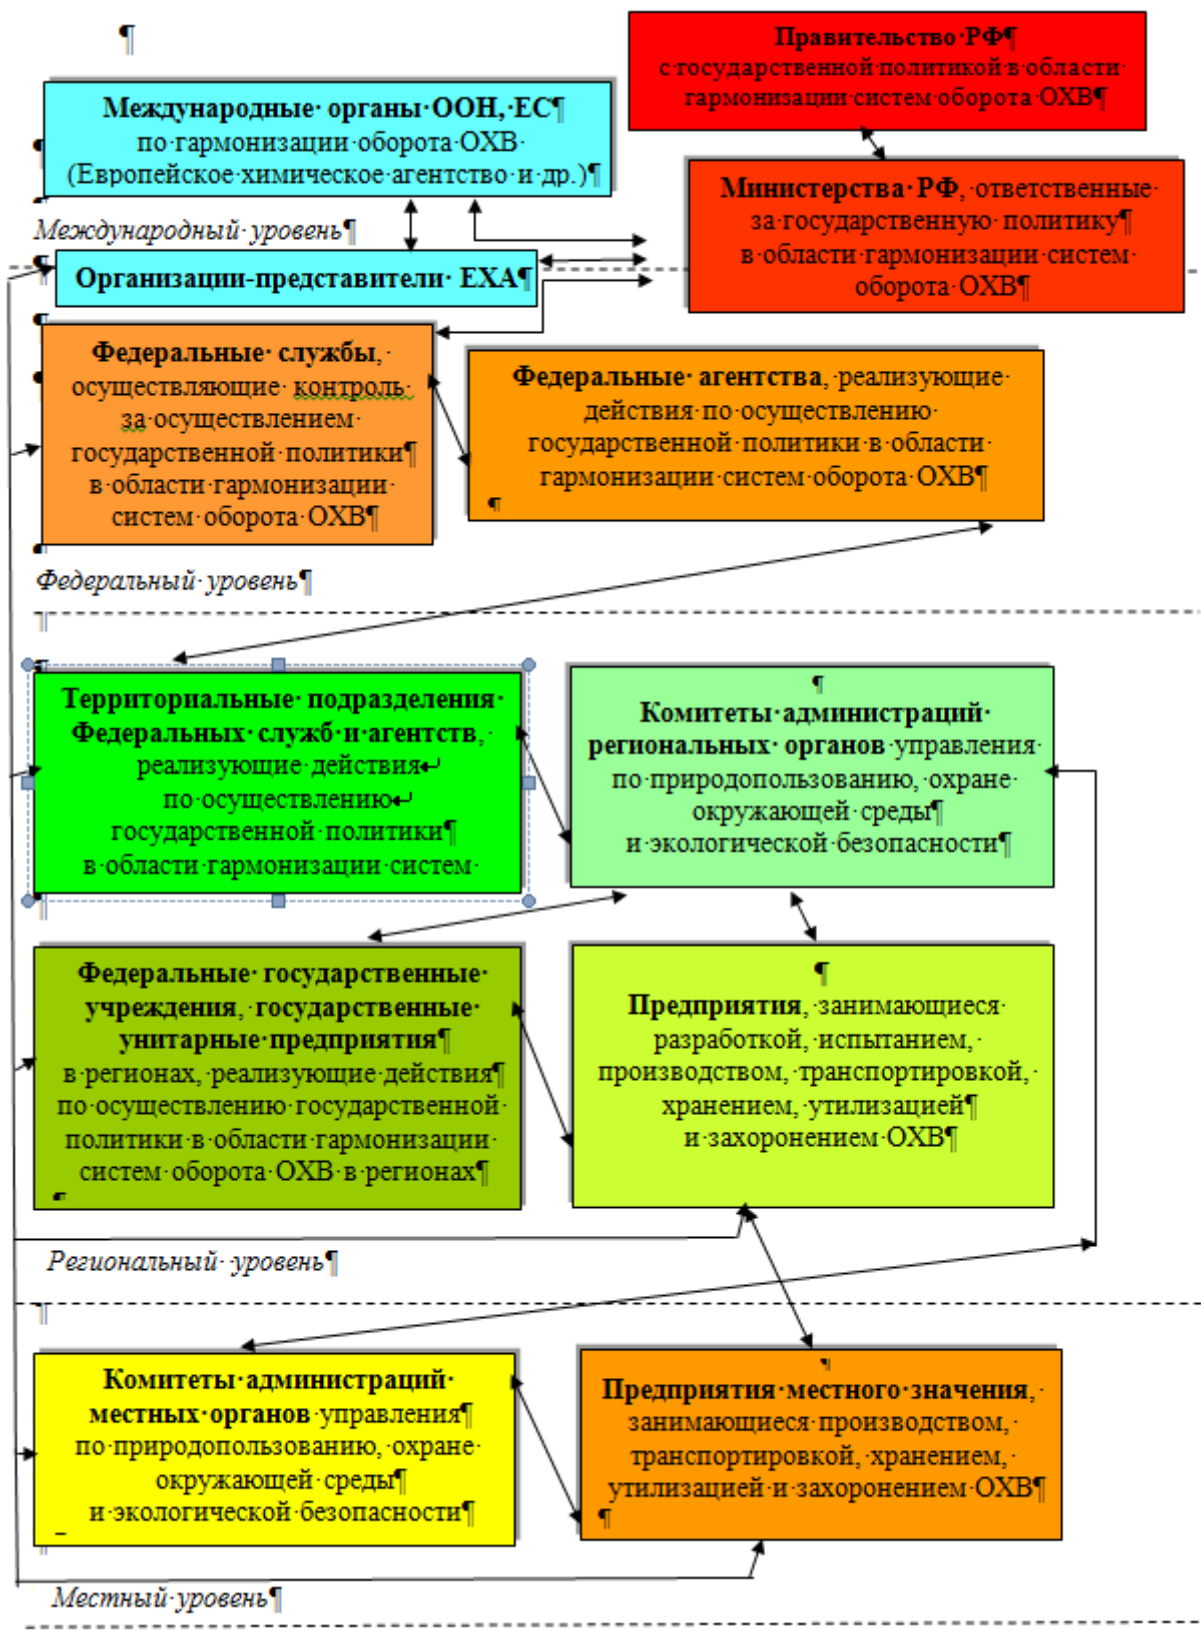 Правительство РФ
с государственной политикой в области
гармонизации систем оборота ОХВ
Международные органы ООН, ЕС
по гармонизации оборота ОХВ
(Европейское химическое агентство и др.)
Министерства РФ, ответственные
за государственную политику
в области гармонизации систем
оборота ОХВ
Международный уровень
Организации-представители ЕХА
Федеральные службы,
осуществляющие контроль
за осуществлением
государственной политики
в области гармонизации
систем оборота ОХВ
Федеральные агентства, реализующие
действия по осуществлению
государственной политики в области
гармонизации систем оборота ОХВ
Федеральный уровень
Территориальные подразделения
Федеральных служб и агентств,
реализующие действия
по осуществлению
государственной политики
в области гармонизации систем
Комитеты администраций
региональных органов управления
по природопользованию, охране
окружающей среды
и экологической безопасности
Федеральные государственные
учреждения, государственные
унитарные предприятия
в регионах, реализующие действия
по осуществлению государственной
политики в области гармонизации
систем оборота ОХВ в регионах
Предприятия, занимающиеся
разработкой, испытанием,
производством, транспортировкой,
хранением, утилизацией
и захоронением ОХВ
Региональный уровень
Комитеты администраций
местных органов управления
по природопользованию, охране
окружающей среды
и экологической безопасности
Предприятия местного значения,
занимающиеся производством,
транспортировкой, хранением,
утилизацией и захоронением ОХВ
Местный уровень